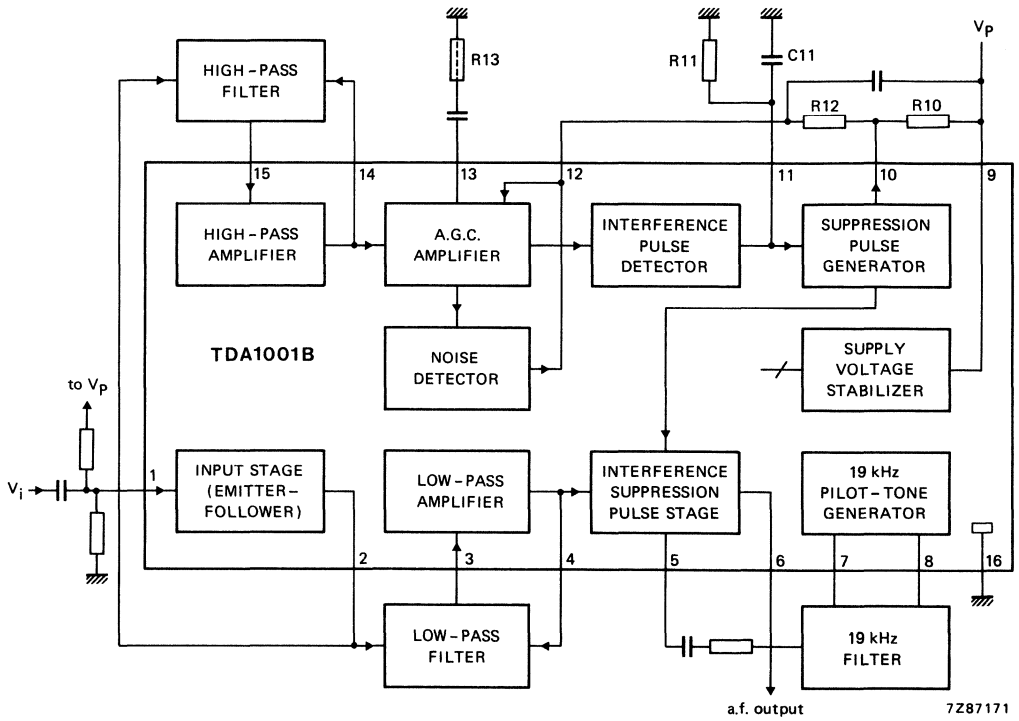 V_P
HIGH–PASS
FILTER
R13
R11
C11
R12
R10
15
14
13
12
11
10
9
HIGH–PASS
AMPLIFIER
A.G.C.
AMPLIFIER
INTERFERENCE
PULSE
DETECTOR
SUPPRESSION
PULSE
GENERATOR
TDA1001B
NOISE
DETECTOR
SUPPLY
VOLTAGE
STABILIZER
to V_P
V_i
1
INPUT STAGE
(EMITTER–
FOLLOWER)
LOW–PASS
AMPLIFIER
INTERFERENCE
SUPPRESSION
PULSE STAGE
19 kHz
PILOT–TONE
GENERATOR
2
3
4
5
6
7
8
16
LOW–PASS
FILTER
19 kHz
FILTER
a.f. output
7Z87171